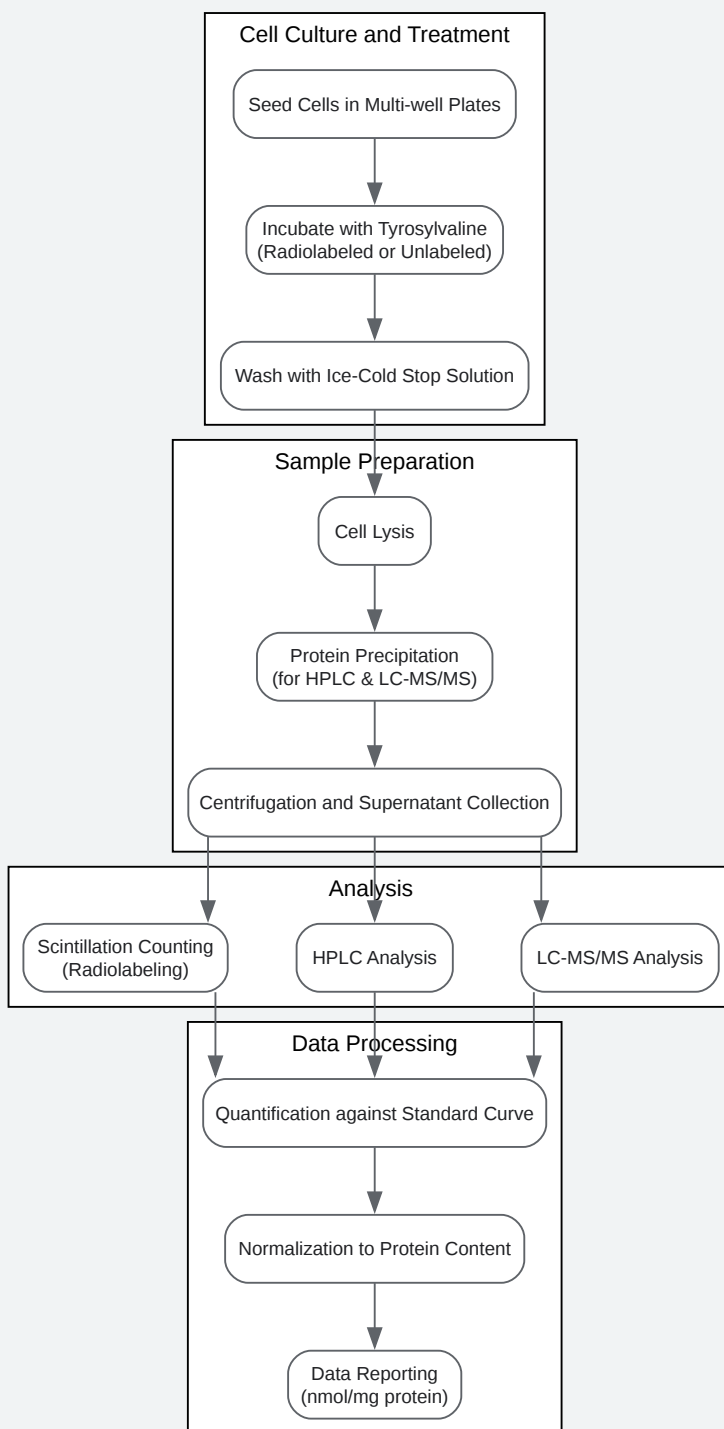 Cell Culture and Treatment
Seed Cells in Multi-well Plates
Incubate with Tyrosylvaline
(Radiolabeled or Unlabeled)
Wash with Ice-Cold Stop Solution
Sample Preparation
Cell Lysis
Protein Precipitation
(for HPLC & LC-MS/MS)
Centrifugation and Supernatant Collection
Analysis
Scintillation Counting
(Radiolabeling)
HPLC Analysis
LC-MS/MS Analysis
Data Processing
Quantification against Standard Curve
Normalization to Protein Content
Data Reporting
(nmol/mg protein)